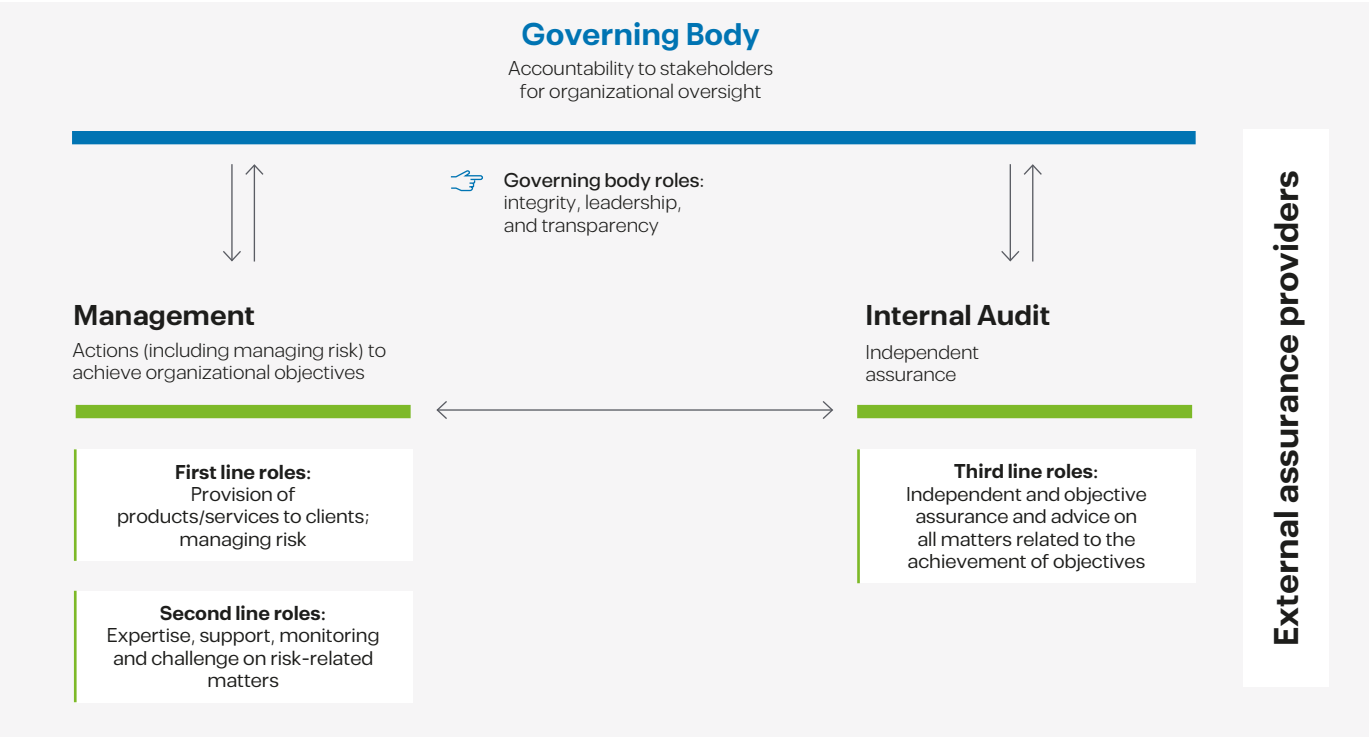 Governing Body
Accountability to stakeholders
for organizational oversight
Governing body roles:
integrity, leadership,
and transparency
Management
Actions (including managing risk) to
achieve organizational objectives
Internal Audit
Independent
assurance
First line roles:
Provision of
products/services to clients;
managing risk
Second line roles:
Expertise, support, monitoring
and challenge on risk-related
matters
Third line roles:
Independent and objective
assurance and advice on
all matters related to the
achievement of objectives
External assurance providers